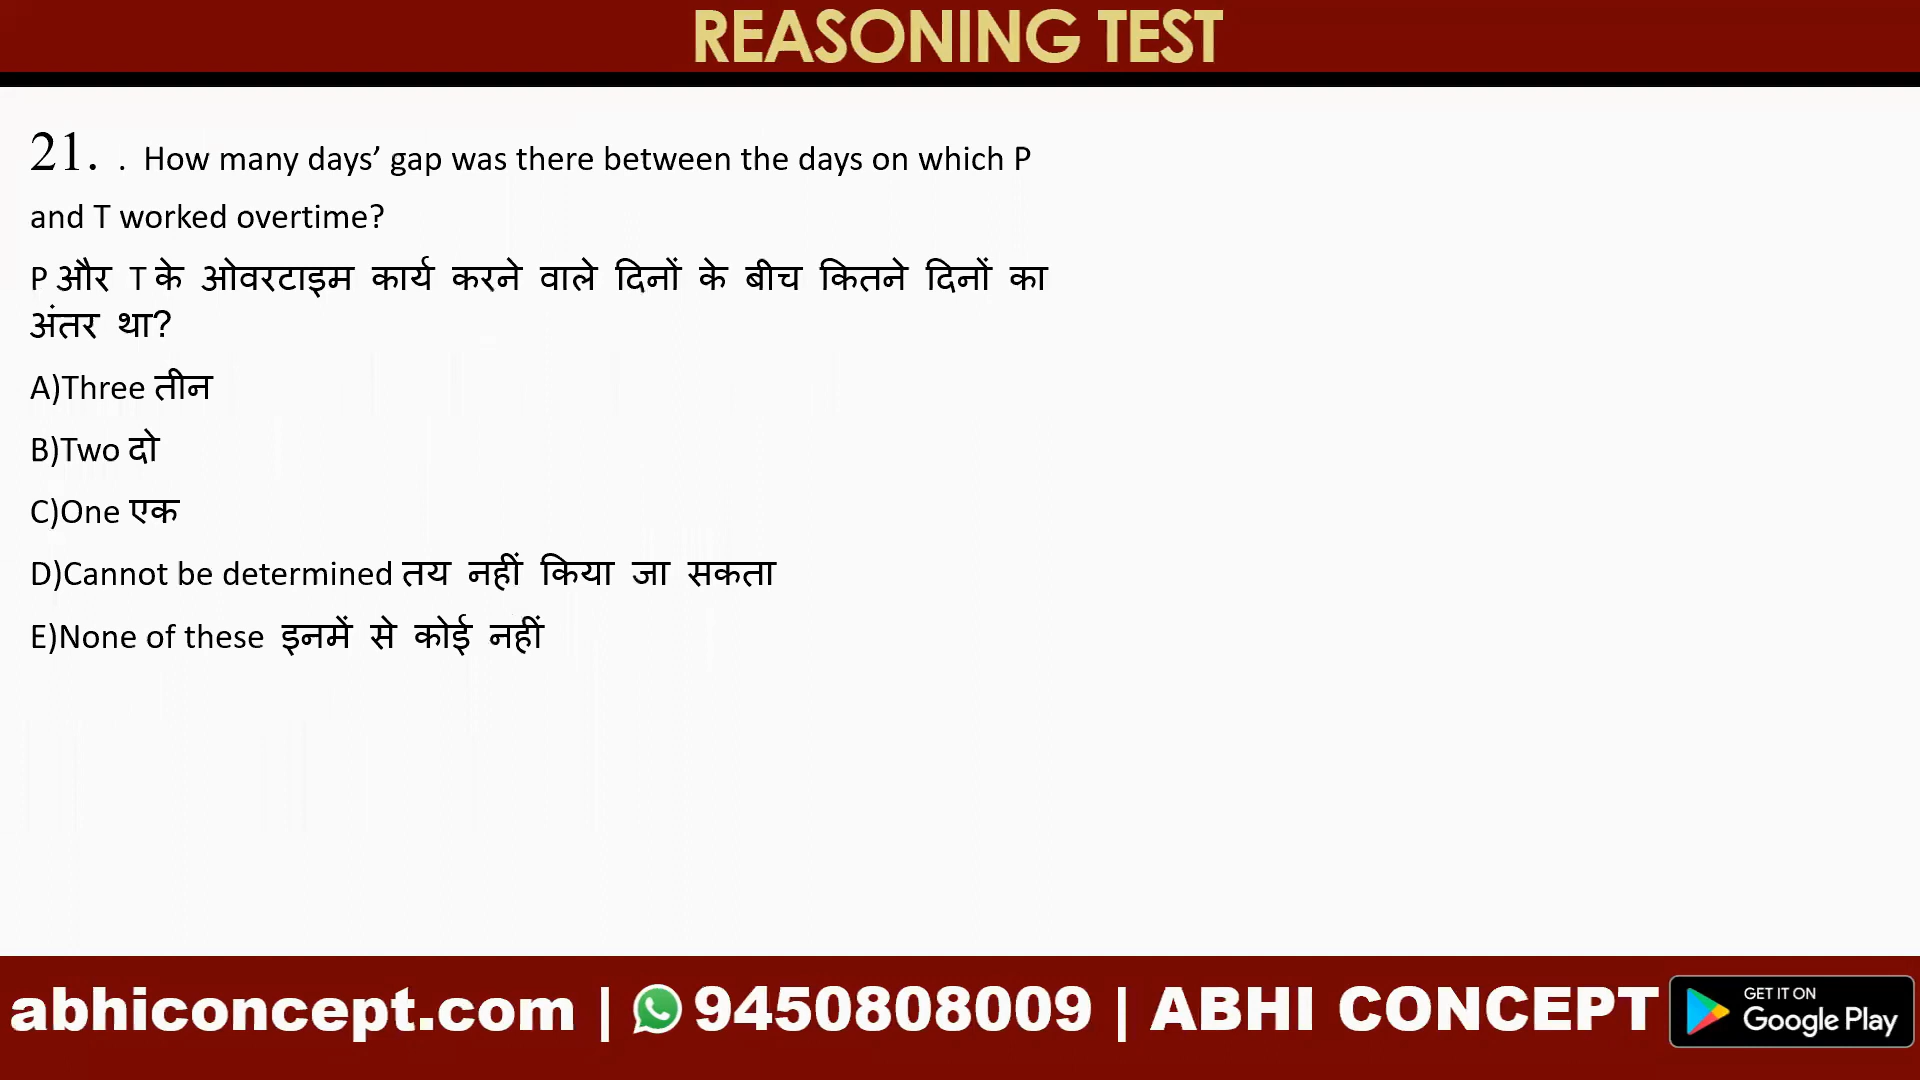 REASONING TEST
21. . How many days’ gap was there between the days on which P
and T worked overtime?
P और T के ओवरटाइम कार्य करने वाले दिनों के बीच कितने दिनों का
अंतर था?
A)Three तीन
B)Two दो
C)One एक
D)Cannot be determined तय नहीं किया जा सकता
E)None of these इनमें से कोई नहीं
abhiconcept.com | 9450808009 | ABHI CONCEPT
GET IT ON
Google Play